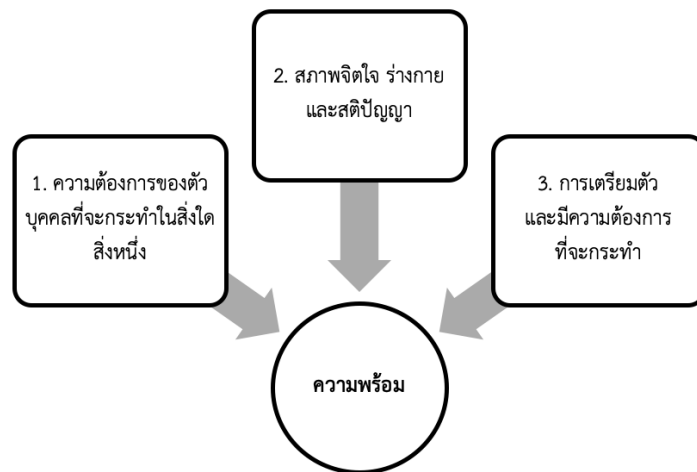 1. ความต้องการของตัว
บุคคลที่จะกระทำในสิ่งใด
สิ่งหนึ่ง
2. สภาพจิตใจ ร่างกาย
และสติปัญญา
3. การเตรียมตัว
และมีความต้องการ
ที่จะกระทำ
ความพร้อม